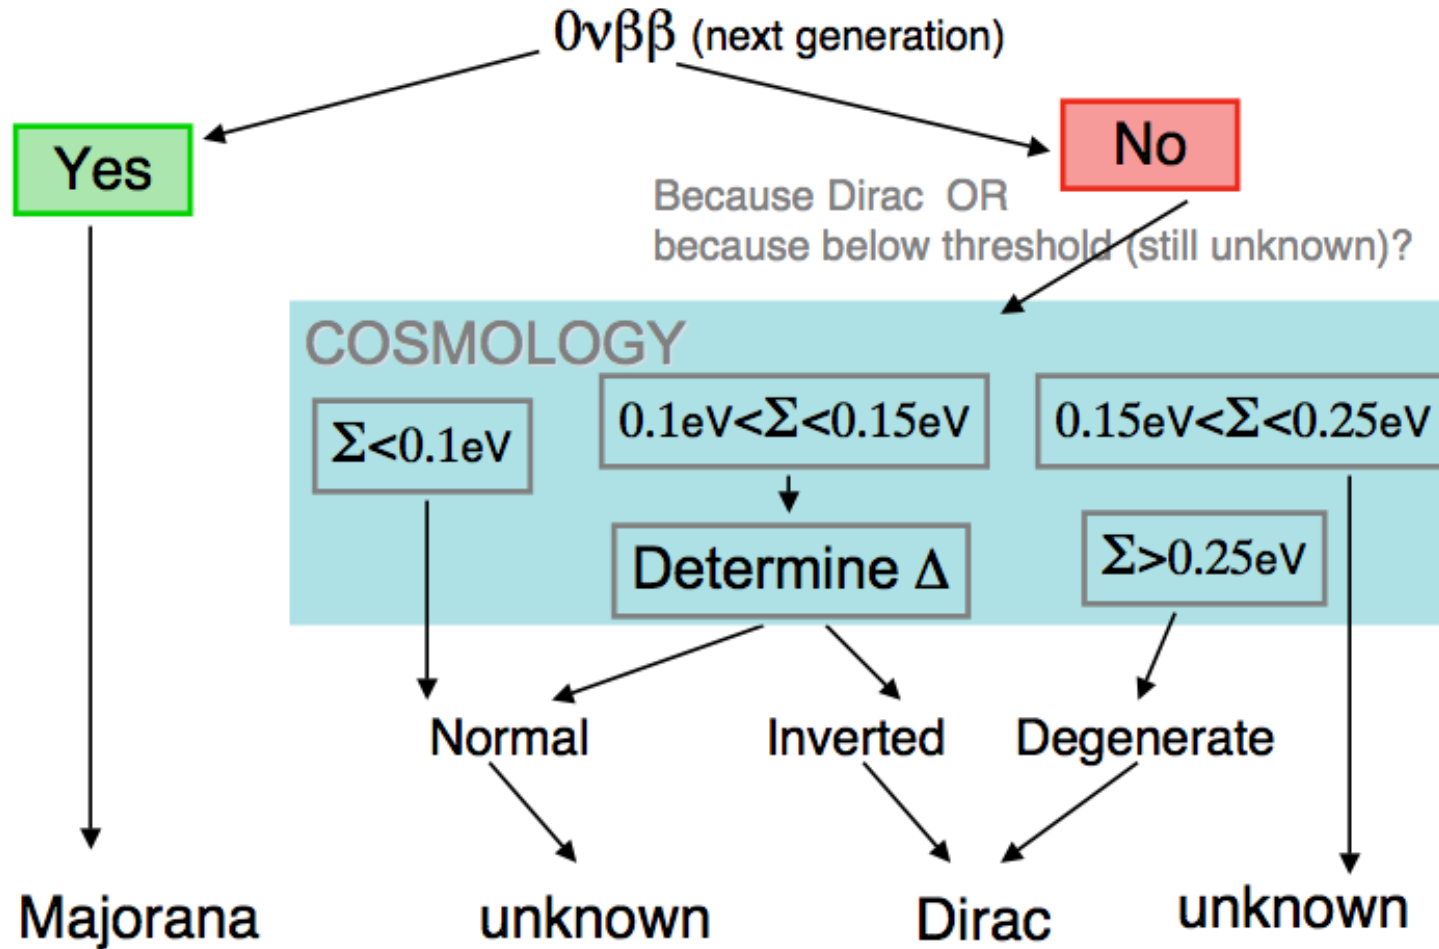 0νββ (next generation)
Yes
No
Because Dirac OR
because below threshold (still unknown)?
COSMOLOGY
Σ<0.1eV
0.1eV<Σ<0.15eV
0.15eV<Σ<0.25eV
Determine Δ
Σ>0.25eV
Normal
Inverted
Degenerate
Majorana
unknown
Dirac
unknown